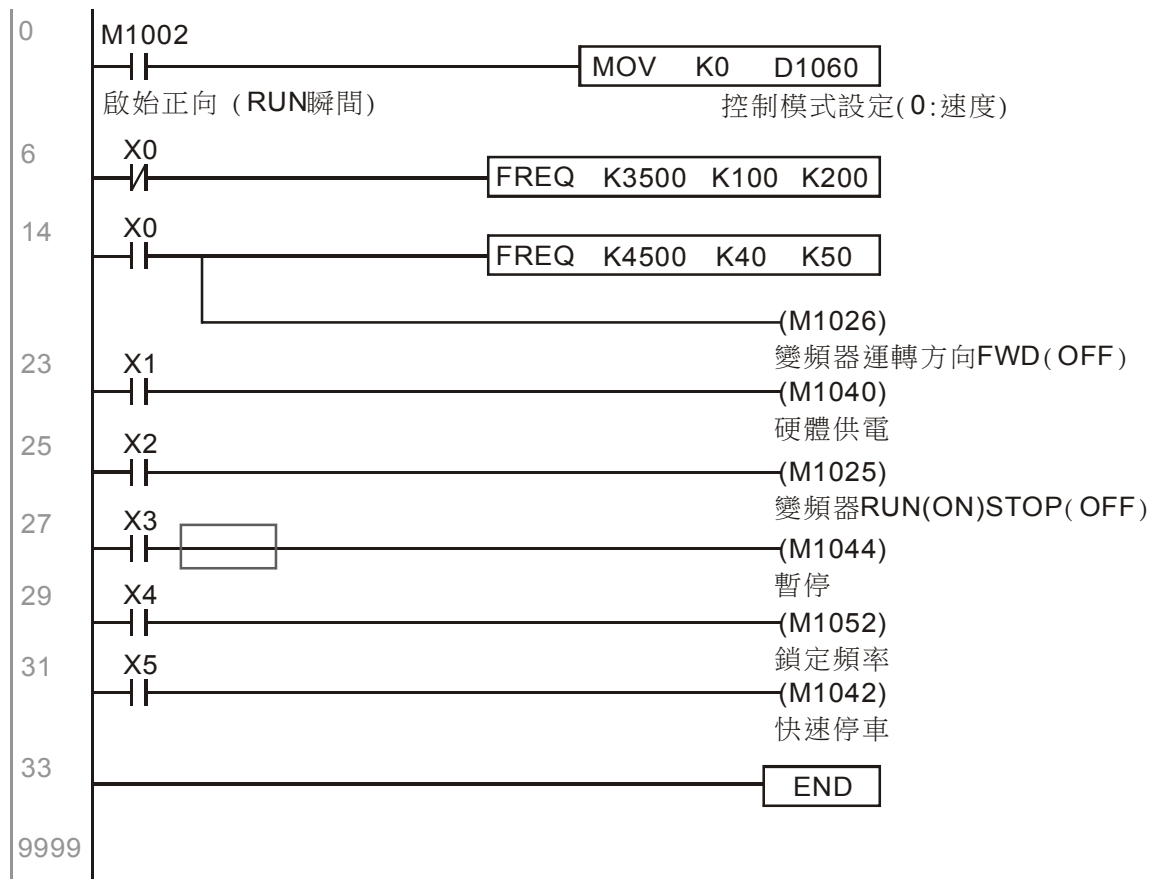 0
M1002
MOV K0 D1060
啟始正向 (RUN瞬間)
控制模式設定(0:速度)
6
X0
FREQ K3500 K100 K200
14
X0
FREQ K4500 K40 K50
(M1026)
變頻器運轉方向FWD(OFF)
23
X1
(M1040)
硬體供電
25
X2
(M1025)
變頻器RUN(ON)STOP(OFF)
27
X3
(M1044)
暫停
29
X4
(M1052)
鎖定頻率
31
X5
(M1042)
快速停車
33
END
9999